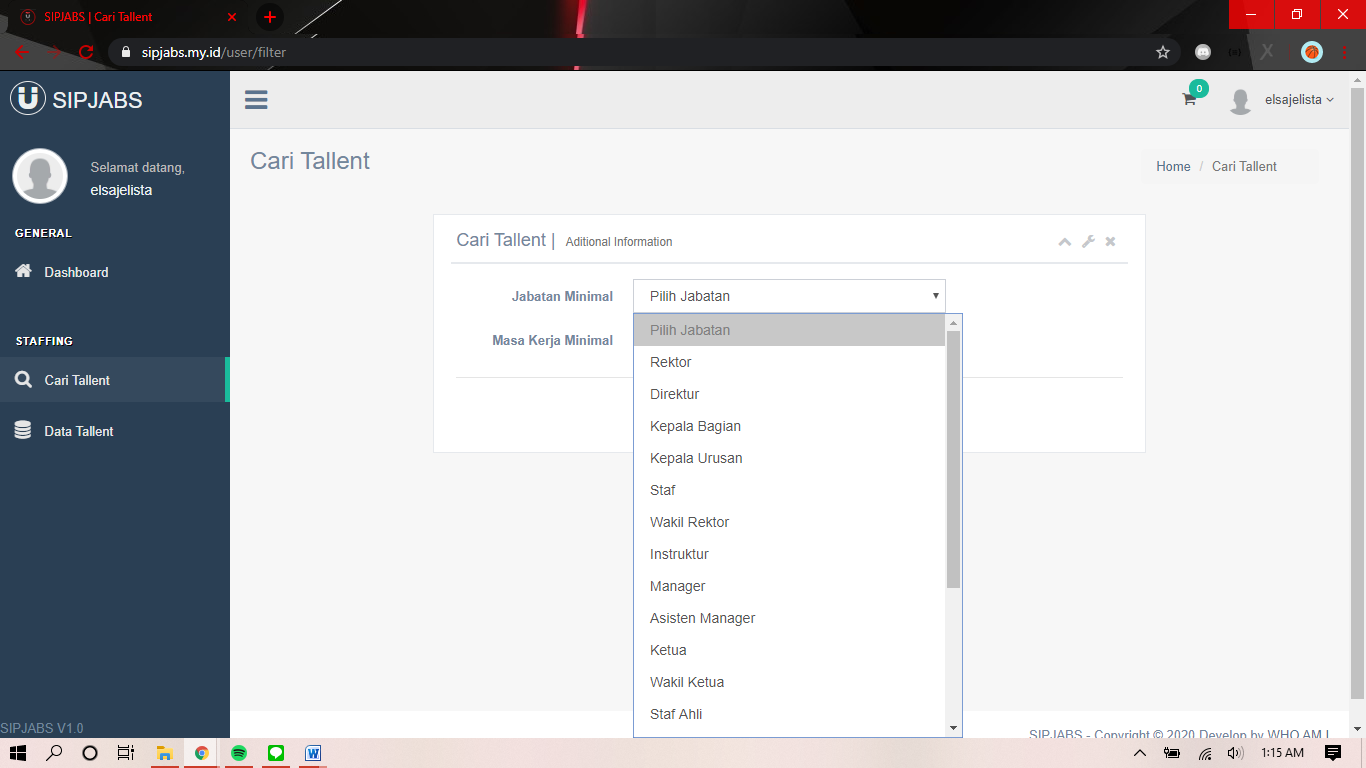 SIPJABS | Cari Tallent
sipjabs.my.id/user/filter
SIPJABS
0
elsajelista
Selamat datang,
elsajelista
Cari Tallent
Home / Cari Tallent
GENERAL
Dashboard
STAFFING
Cari Tallent
Data Tallent
SIPJABS V1.0
Cari Tallent | Aditional Information
Jabatan Minimal
Pilih Jabatan
Masa Kerja Minimal
Pilih Jabatan
Rektor
Direktur
Kepala Bagian
Kepala Urusan
Staf
Wakil Rektor
Instruktur
Manager
Asisten Manager
Ketua
Wakil Ketua
Staf Ahli
SIPJABS - Copyright © 2020 Develop by WHO AM I
1:15 AM